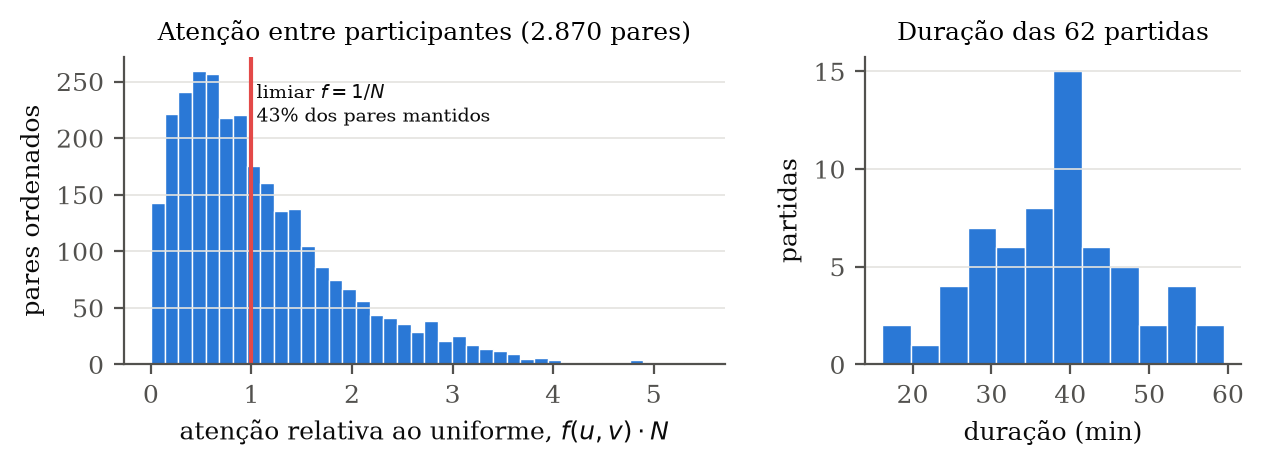 Atenção entre participantes (2.870 pares)
250
200
150
100
50
0
pares ordenados
limiar f = 1/N
43% dos pares mantidos
0 1 2 3 4 5
atenção relativa ao uniforme, f(u, v) · N
Duração das 62 partidas
15
10
5
0
partidas
20 30 40 50 60
duração (min)